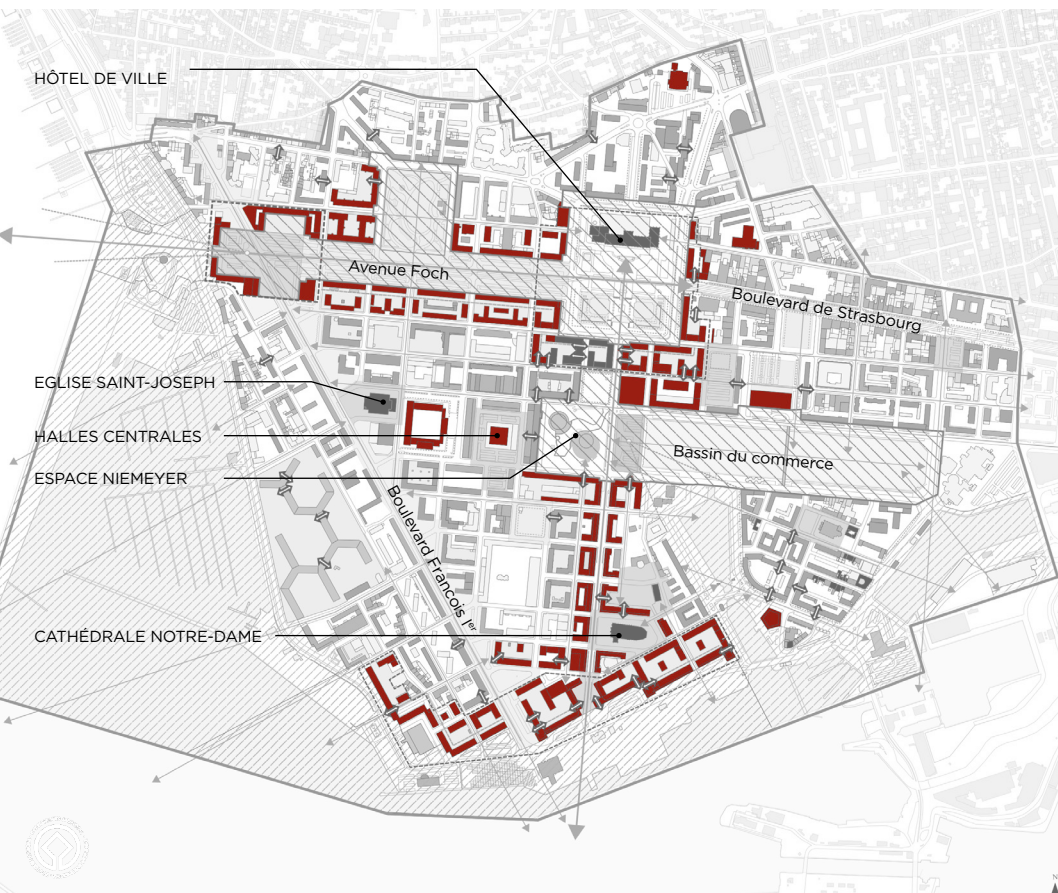 HÔTEL DE VILLE
Avenue Foch
Boulevard de Strasbourg
EGLISE SAINT-JOSEPH
HALLES CENTRALES
ESPACE NIEMEYER
Bassin du commerce
Boulevard François Iᵉʳ
CATHÉDRALE NOTRE-DAME
N